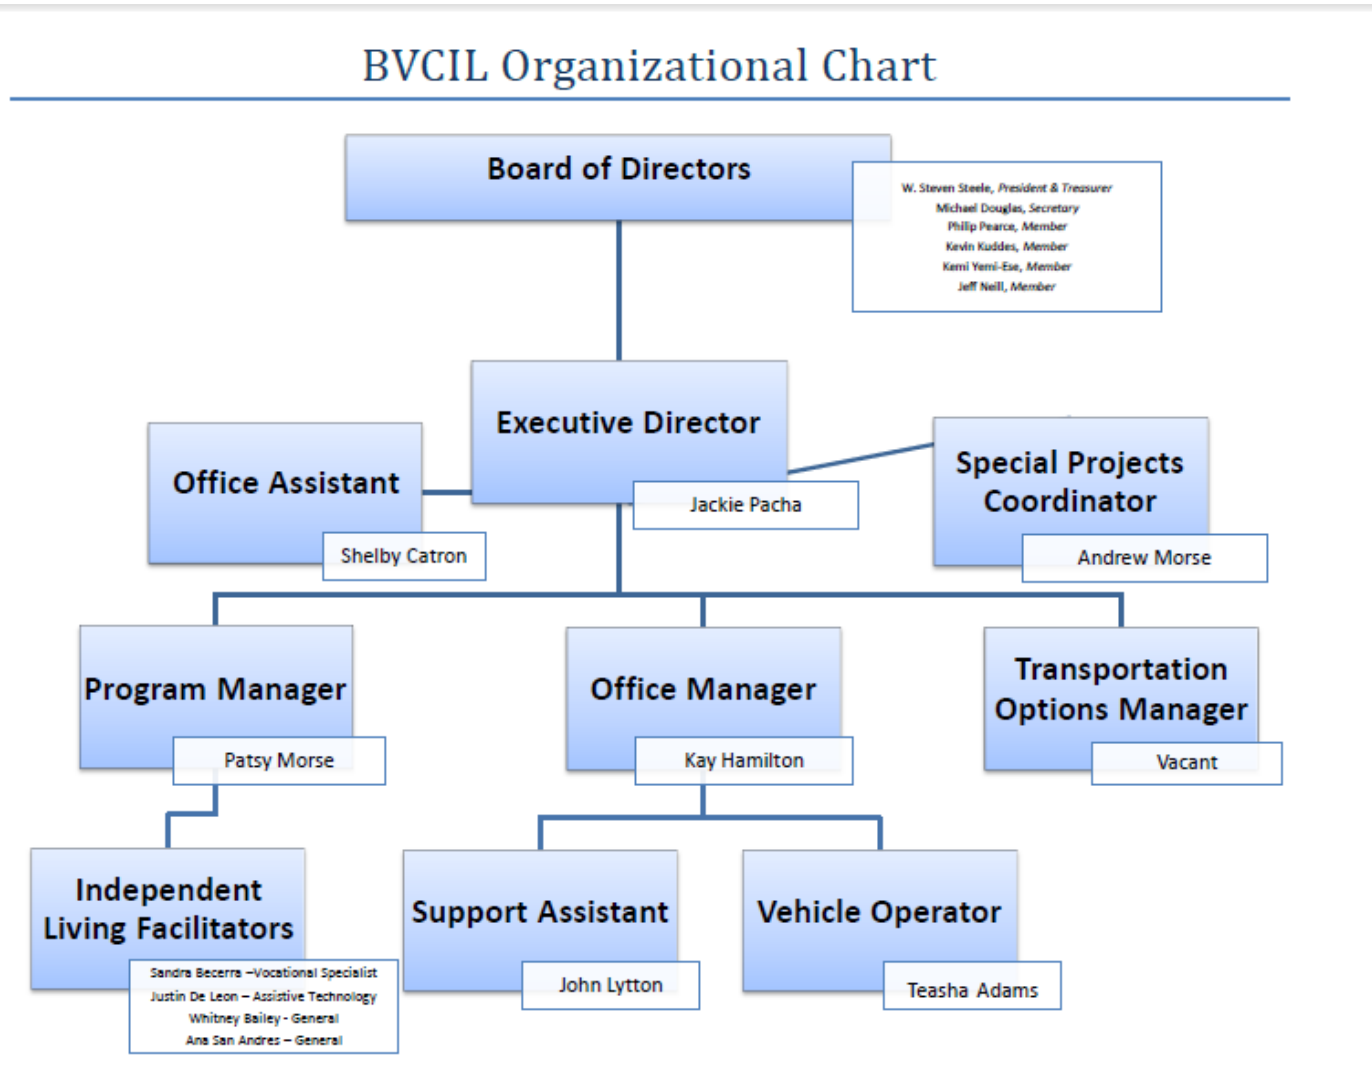 BVCIL Organizational Chart
Board of Directors
W. Steven Steele, President & Treasurer
Michael Douglas, Secretary
Philip Pearce, Member
Kevin Kuddes, Member
Kemi Yemi-Ese, Member
Jeff Neill, Member
Executive Director
Jackie Pacha
Office Assistant
Shelby Catron
Special Projects
Coordinator
Andrew Morse
Program Manager
Patsy Morse
Office Manager
Kay Hamilton
Transportation
Options Manager
Vacant
Independent
Living Facilitators
Sandra Becerra –Vocational Specialist
Justin De Leon – Assistive Technology
Whitney Bailey - General
Ana San Andres – General
Support Assistant
John Lytton
Vehicle Operator
Teasha Adams